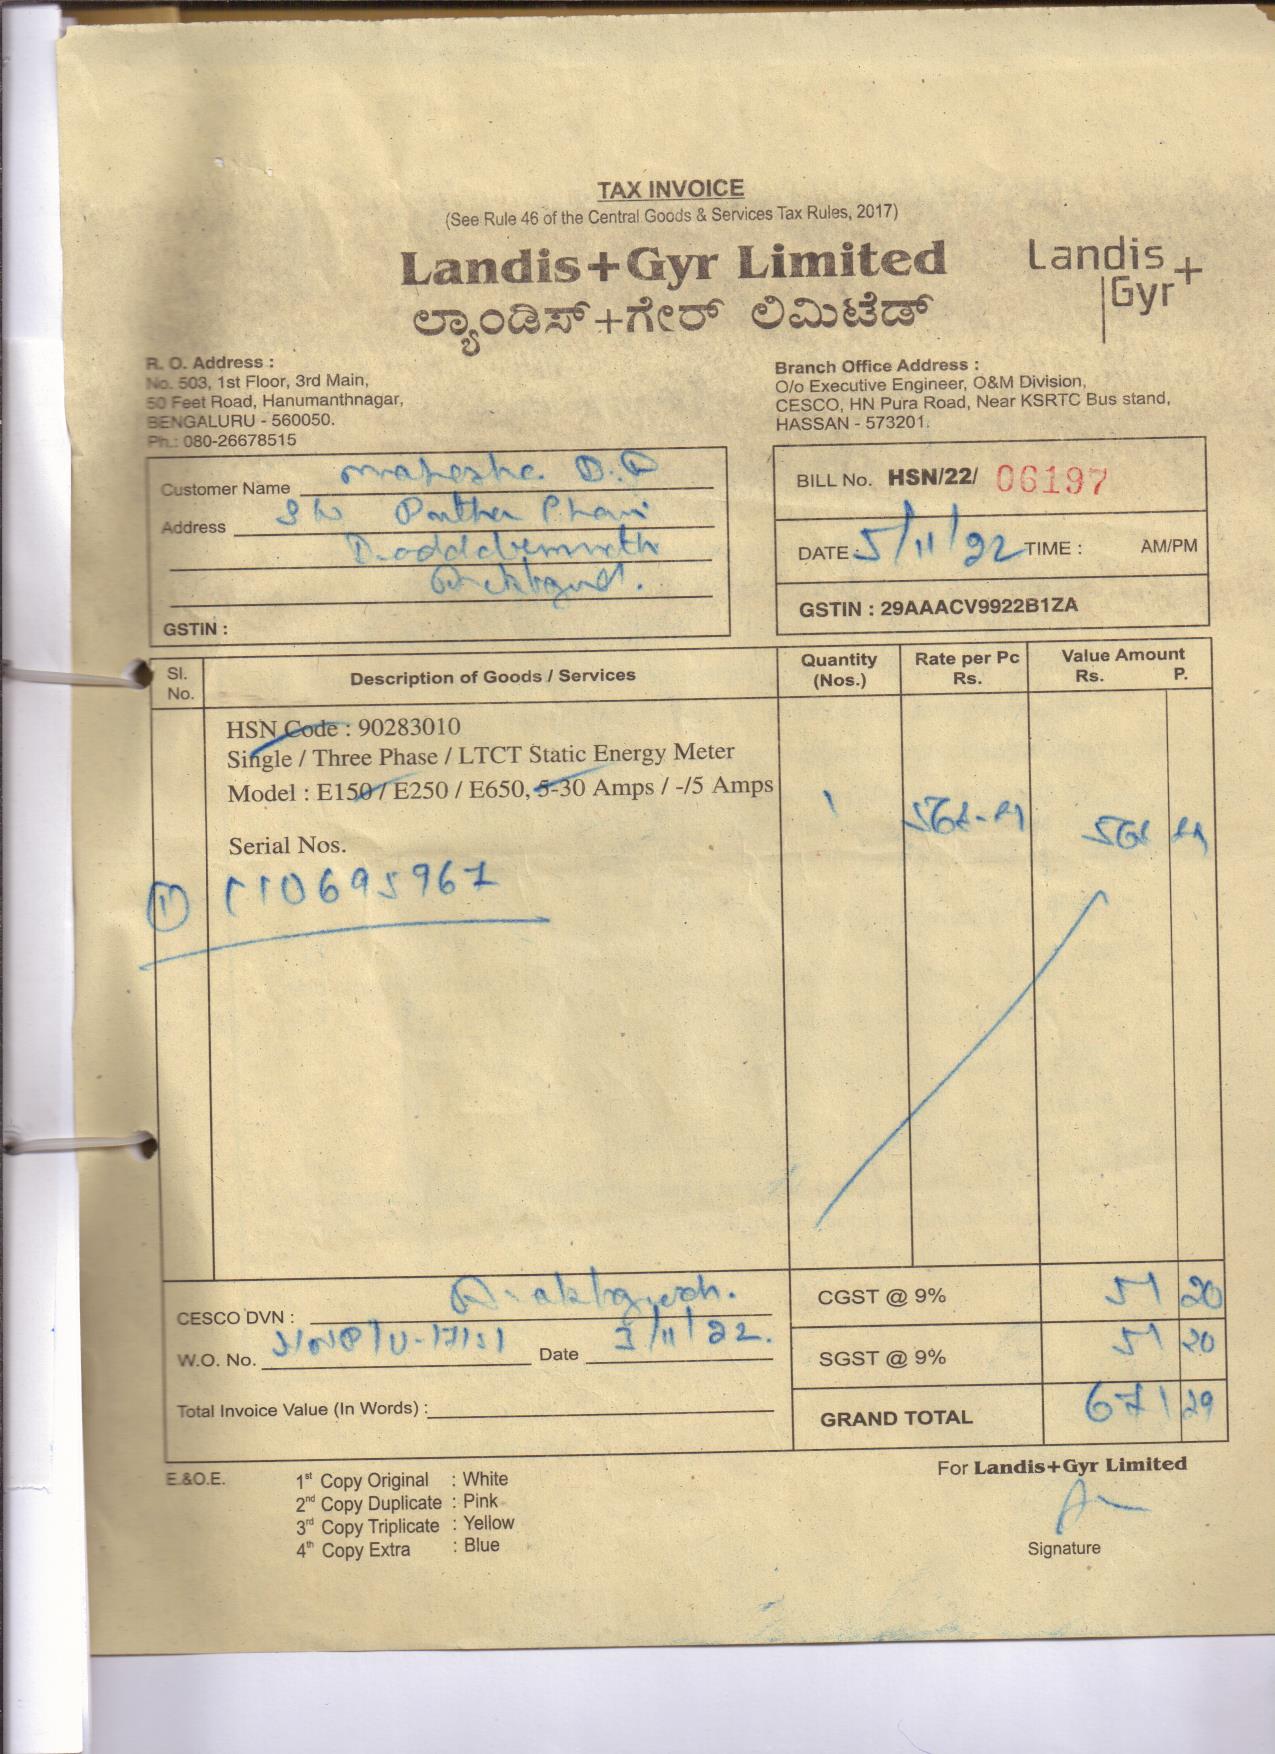 TAX INVOICE
(See Rule 46 of the Central Goods & Services Tax Rules, 2017)
Landis+Gyr Limited
ಲ್ಯಾಂಡಿಸ್+ಗೇರ್ ಲಿಮಿಟೆಡ್
Landis
Gyr+
R. O. Address :
No. 503, 1st Floor, 3rd Main,
50 Feet Road, Hanumanthnagar,
BENGALURU - 560050.
Ph.: 080-26678515
Branch Office Address :
O/o Executive Engineer, O&M Division,
CESCO, HN Pura Road, Near KSRTC Bus stand,
HASSAN - 573201.
Customer Name
Address
GSTIN :
BILL No. HSN/22/ 06197
DATE : 5/11/22 TIME : AM/PM
GSTIN : 29AAACV9922B1ZA
Sl. No. Description of Goods / Services Quantity (Nos.) Rate per Pc Rs. Value Amount Rs. P.
HSN Code : 90283010
Single / Three Phase / LTCT Static Energy Meter
Model : E150 / E250 / E650, 5-30 Amps / -/5 Amps
1
Serial Nos.
1 110695967
CESCO DVN :
W.O. No. Date 3/11/22.
Total Invoice Value (In Words) :
CGST @ 9% 51 20
SGST @ 9% 51 20
GRAND TOTAL 671 29
E.&O.E.
1st Copy Original : White
2nd Copy Duplicate : Pink
3rd Copy Triplicate : Yellow
4th Copy Extra : Blue
For Landis+Gyr Limited
Signature